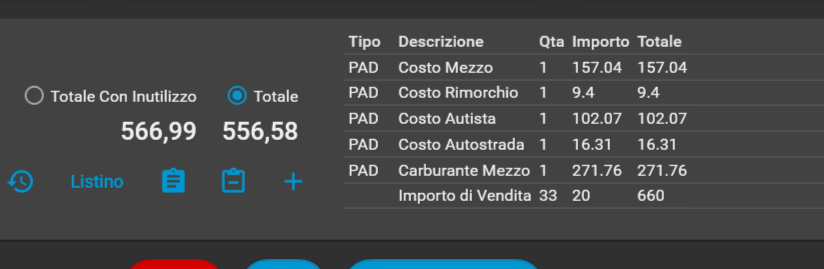 Totale Con Inutilizzo Totale
566,99 556,58
Listino
Tipo Descrizione Qta Importo Totale
PAD Costo Mezzo 1 157.04 157.04
PAD Costo Rimorchio 1 9.4 9.4
PAD Costo Autista 1 102.07 102.07
PAD Costo Autostrada 1 16.31 16.31
PAD Carburante Mezzo 1 271.76 271.76
Importo di Vendita 33 20 660